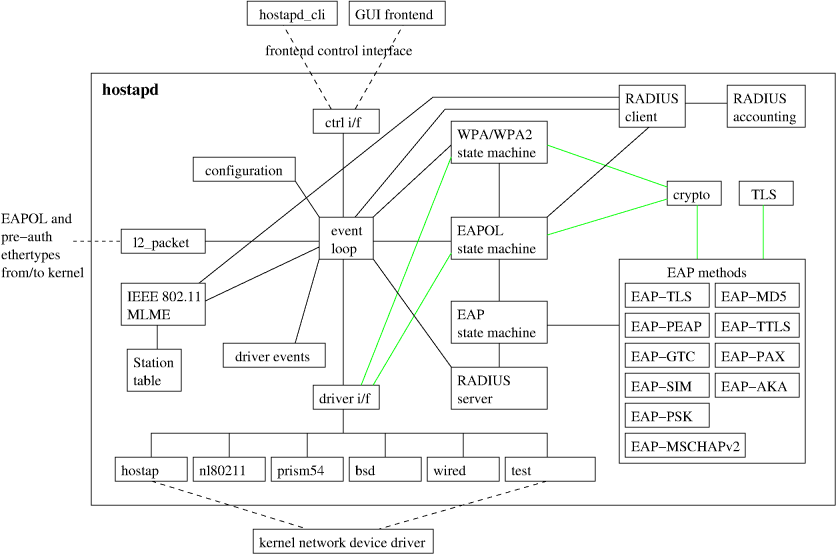 hostapd_cli
GUI frontend
frontend control interface
hostapd
RADIUS
client
RADIUS
accounting
ctrl i/f
WPA/WPA2
state machine
configuration
crypto
TLS
EAPOL and
pre−auth
ethertypes
from/to kernel
l2_packet
event
loop
EAPOL
state machine
EAP methods
EAP−TLS
EAP−MD5
EAP−PEAP
EAP−TTLS
EAP−GTC
EAP−PAX
EAP−SIM
EAP−AKA
EAP−PSK
EAP−MSCHAPv2
IEEE 802.11
MLME
EAP
state machine
Station
table
driver events
RADIUS
server
driver i/f
hostap
nl80211
prism54
bsd
wired
test
kernel network device driver